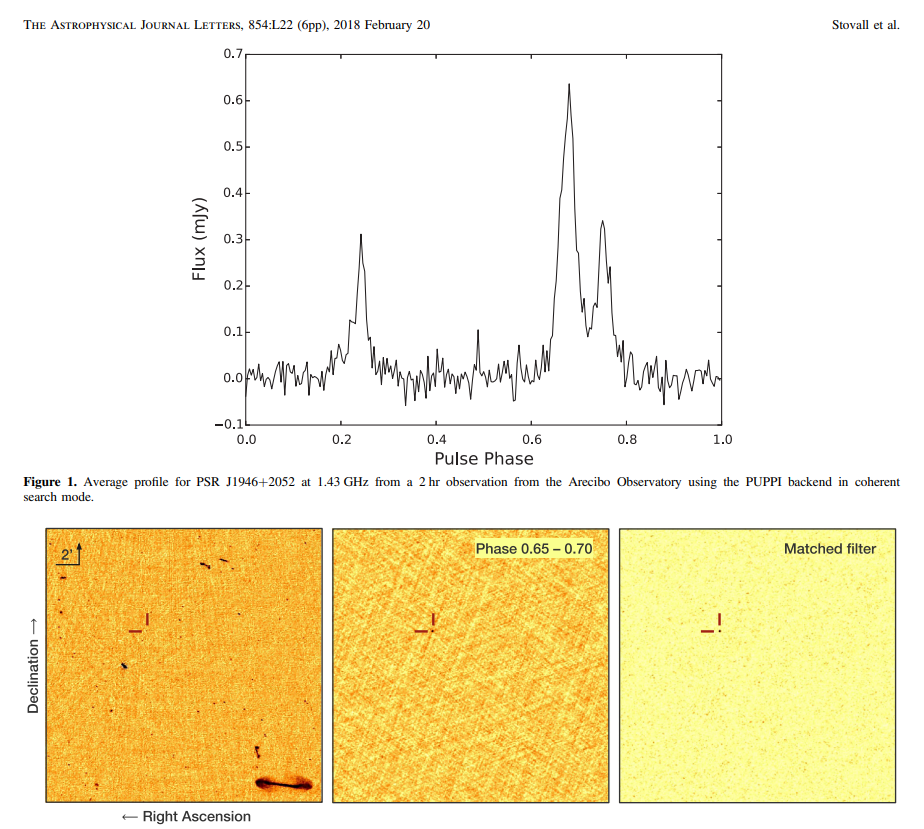 THE ASTROPHYSICAL JOURNAL LETTERS, 854:L22 (6pp), 2018 February 20
Stovall et al.
0.7
0.6
0.5
0.4
0.3
0.2
0.1
0.0
−0.1
Flux (mJy)
0.0 0.2 0.4 0.6 0.8 1.0
Pulse Phase
Figure 1. Average profile for PSR J1946+2052 at 1.43 GHz from a 2 hr observation from the Arecibo Observatory using the PUPPI backend in coherent
search mode.
2'
Phase 0.65 – 0.70
Matched filter
Declination →
← Right Ascension